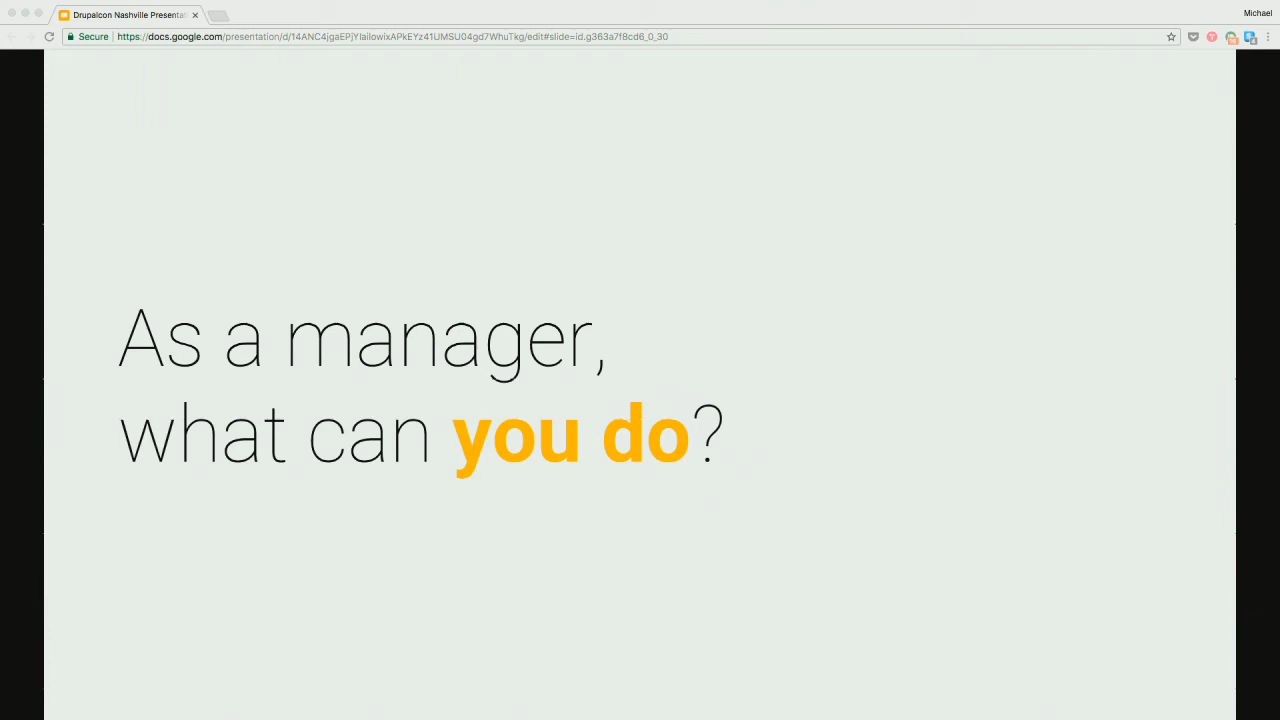 Drupalcon Nashville Presentat
Michael
Secure
https://docs.google.com/presentation/d/14ANC4jgaEPjYIailowixAPkEYz41UMSU04gd7WhuTkg/edit#slide=id.g363a7f8cd6_0_30
As a manager,
what can you do?